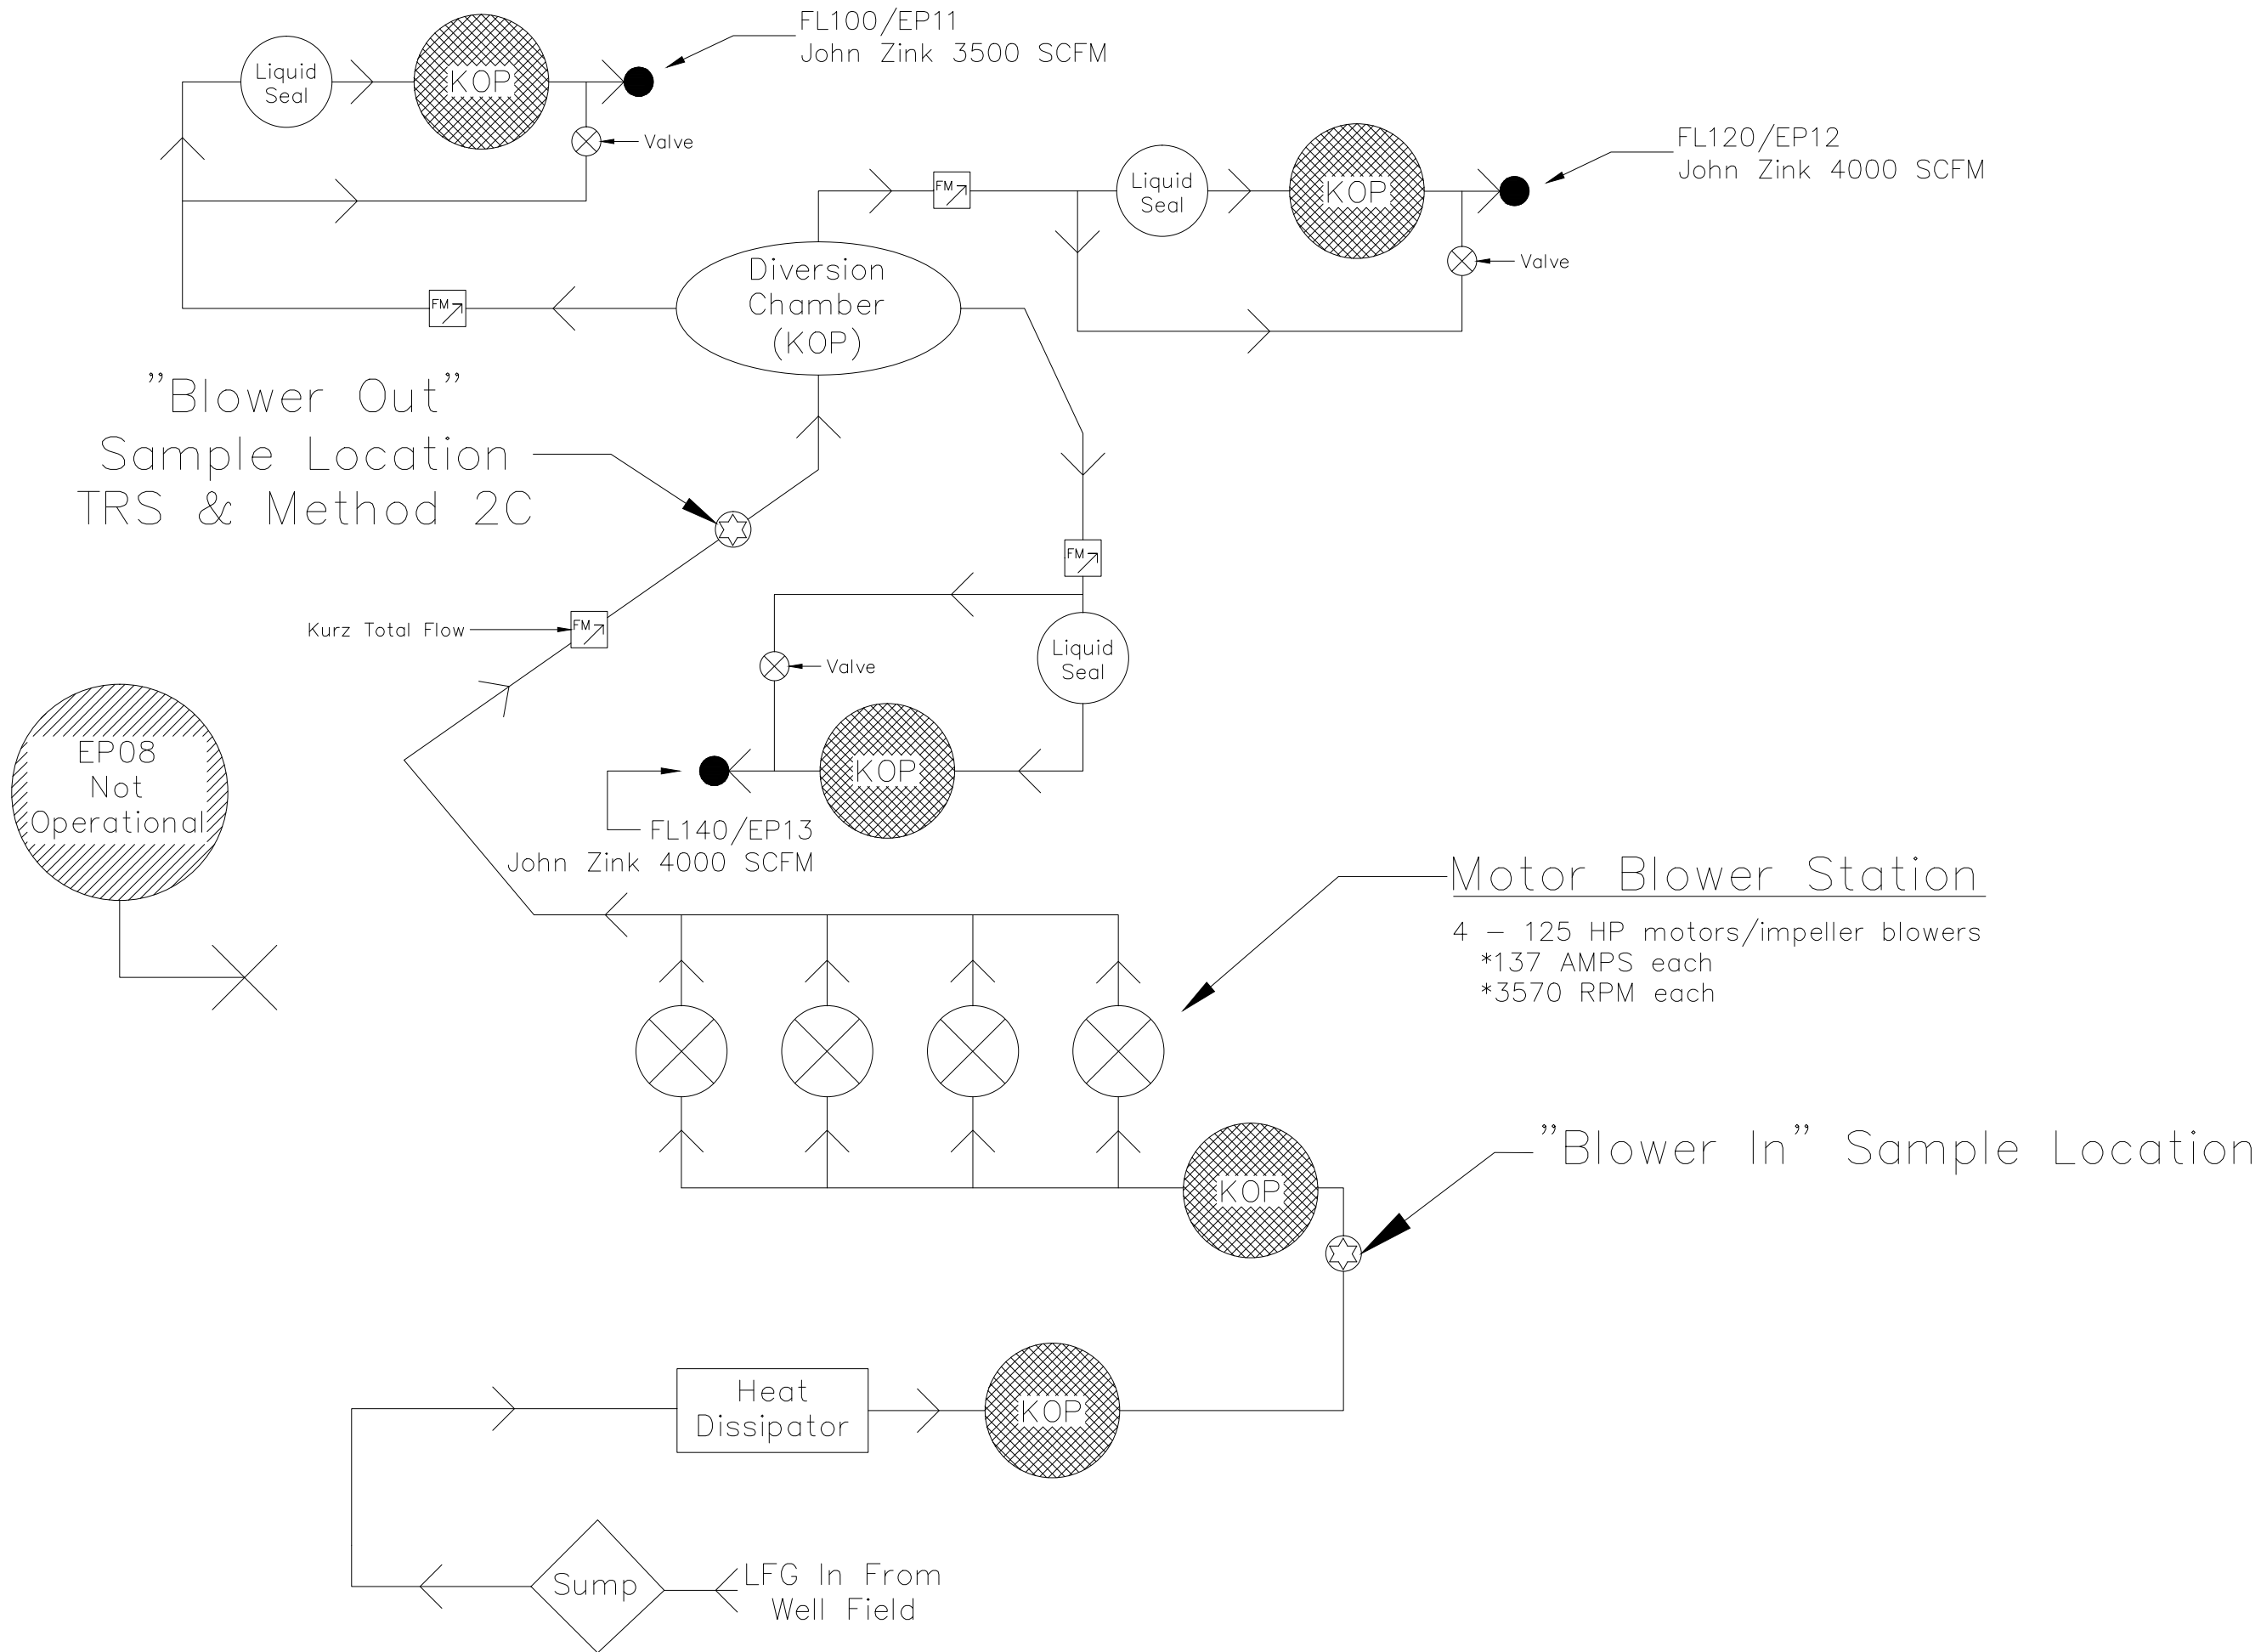 FL100/EP11
John Zink 3500 SCFM
Liquid
Seal
KOP
Valve
FL120/EP12
John Zink 4000 SCFM
FM
Liquid
Seal
KOP
Valve
Diversion
Chamber
(KOP)
FM
"Blower Out"
Sample Location
TRS & Method 2C
FM
Kurz Total Flow
FM
Liquid
Seal
Valve
KOP
FL140/EP13
John Zink 4000 SCFM
EP08
Not
Operational
Motor Blower Station
4 – 125 HP motors/impeller blowers
*137 AMPS each
*3570 RPM each
KOP
"Blower In" Sample Location
Heat
Dissipator
KOP
Sump
LFG In From
Well Field